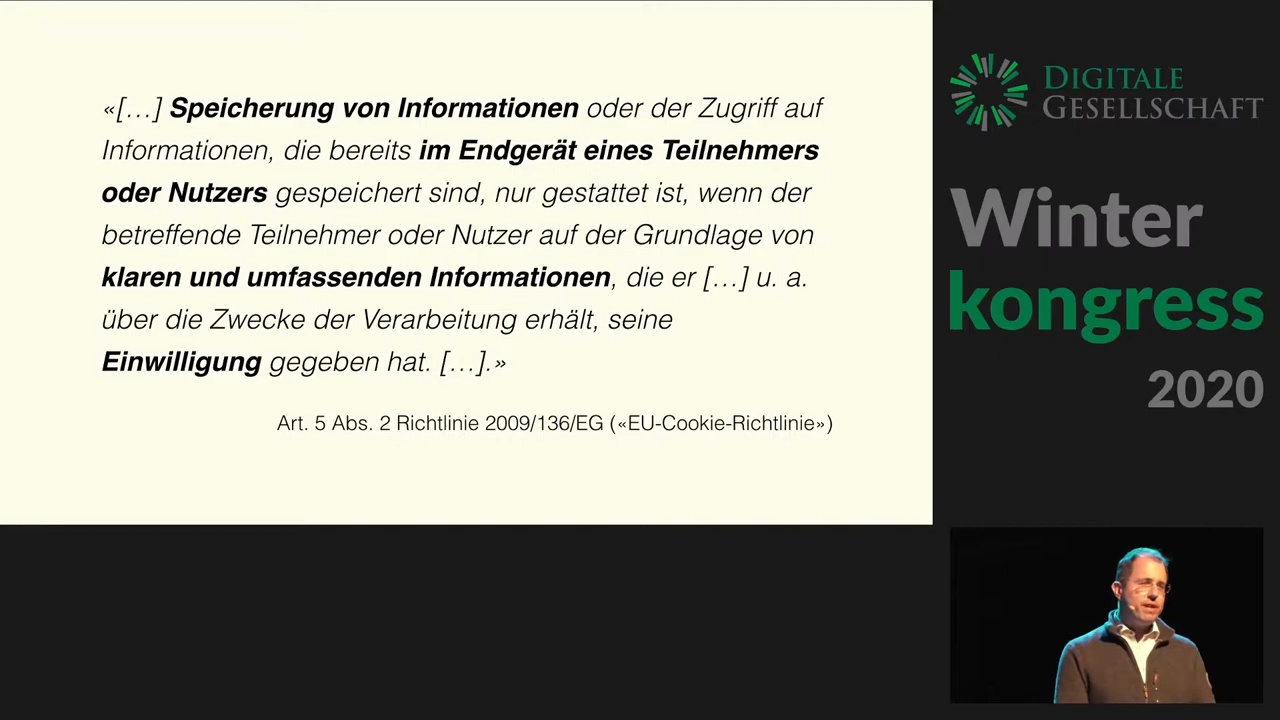 «[…] Speicherung von Informationen oder der Zugriff auf
Informationen, die bereits im Endgerät eines Teilnehmers
oder Nutzers gespeichert sind, nur gestattet ist, wenn der
betreffende Teilnehmer oder Nutzer auf der Grundlage von
klaren und umfassenden Informationen, die er […] u. a.
über die Zwecke der Verarbeitung erhält, seine
Einwilligung gegeben hat. […].»
Art. 5 Abs. 2 Richtlinie 2009/136/EG («EU-Cookie-Richtlinie»)
DIGITALE
GESELLSCHAFT
Winter
kongress
2020